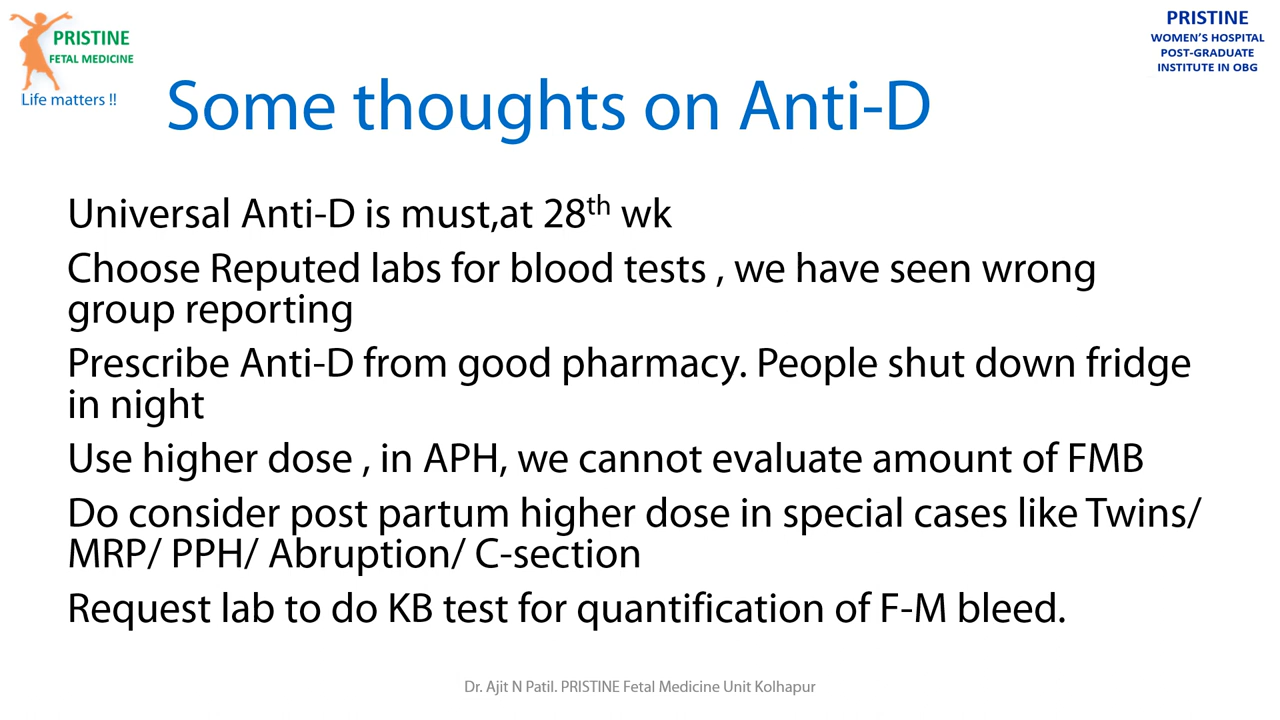 PRISTINE
FETAL MEDICINE
Life matters !!
PRISTINE
WOMEN'S HOSPITAL
POST-GRADUATE
INSTITUTE IN OBG
Some thoughts on Anti-D
Universal Anti-D is must,at 28th wk
Choose Reputed labs for blood tests , we have seen wrong
group reporting
Prescribe Anti-D from good pharmacy. People shut down fridge
in night
Use higher dose , in APH, we cannot evaluate amount of FMB
Do consider post partum higher dose in special cases like Twins/
MRP/ PPH/ Abruption/ C-section
Request lab to do KB test for quantification of F-M bleed.
Dr. Ajit N Patil. PRISTINE Fetal Medicine Unit Kolhapur